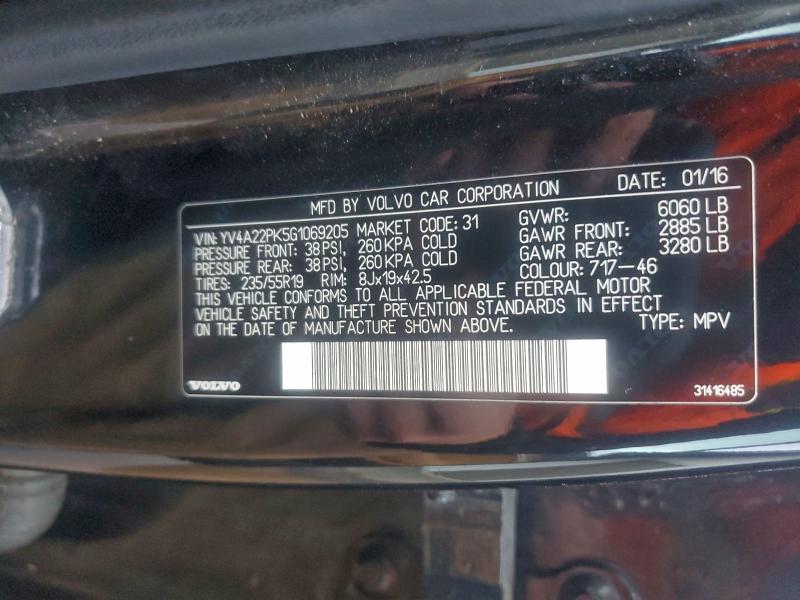 MFD BY VOLVO CAR CORPORATION DATE: 01/16
VIN: YV4A22PK5G1069205 MARKET CODE: 31 GVWR: 6060 LB
PRESSURE FRONT: 38 PSI, 260 KPA COLD GAWR FRONT: 2885 LB
PRESSURE REAR: 38 PSI, 260 KPA COLD GAWR REAR: 3280 LB
TIRES: 235/55R19 RIM: 8Jx19x42.5 COLOUR: 717-46
THIS VEHICLE CONFORMS TO ALL APPLICABLE FEDERAL MOTOR
VEHICLE SAFETY AND THEFT PREVENTION STANDARDS IN EFFECT
ON THE DATE OF MANUFACTURE SHOWN ABOVE. TYPE: MPV
VOLVO 31416485